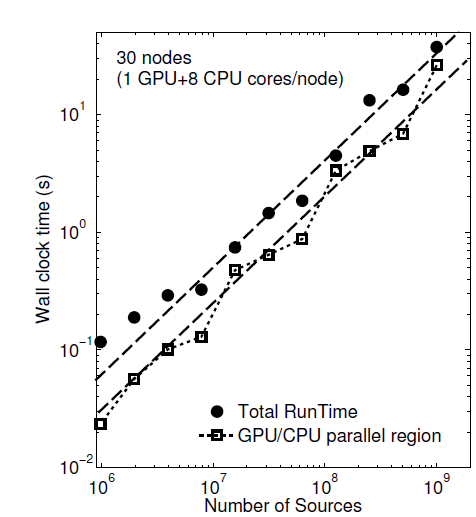 30 nodes
(1 GPU+8 CPU cores/node)
10^1
10^0
10^-1
10^-2
Wall clock time (s)
Total RunTime
GPU/CPU parallel region
10^6 10^7 10^8 10^9
Number of Sources